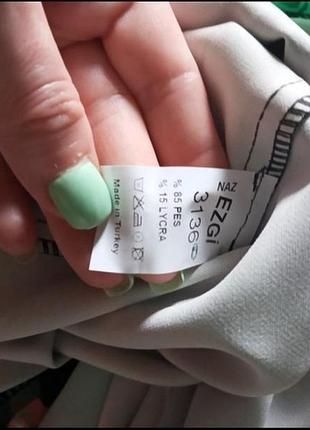 NAZ
EZGİ
3136
% 85 PES
% 15 LYCRA
Made in Turkey